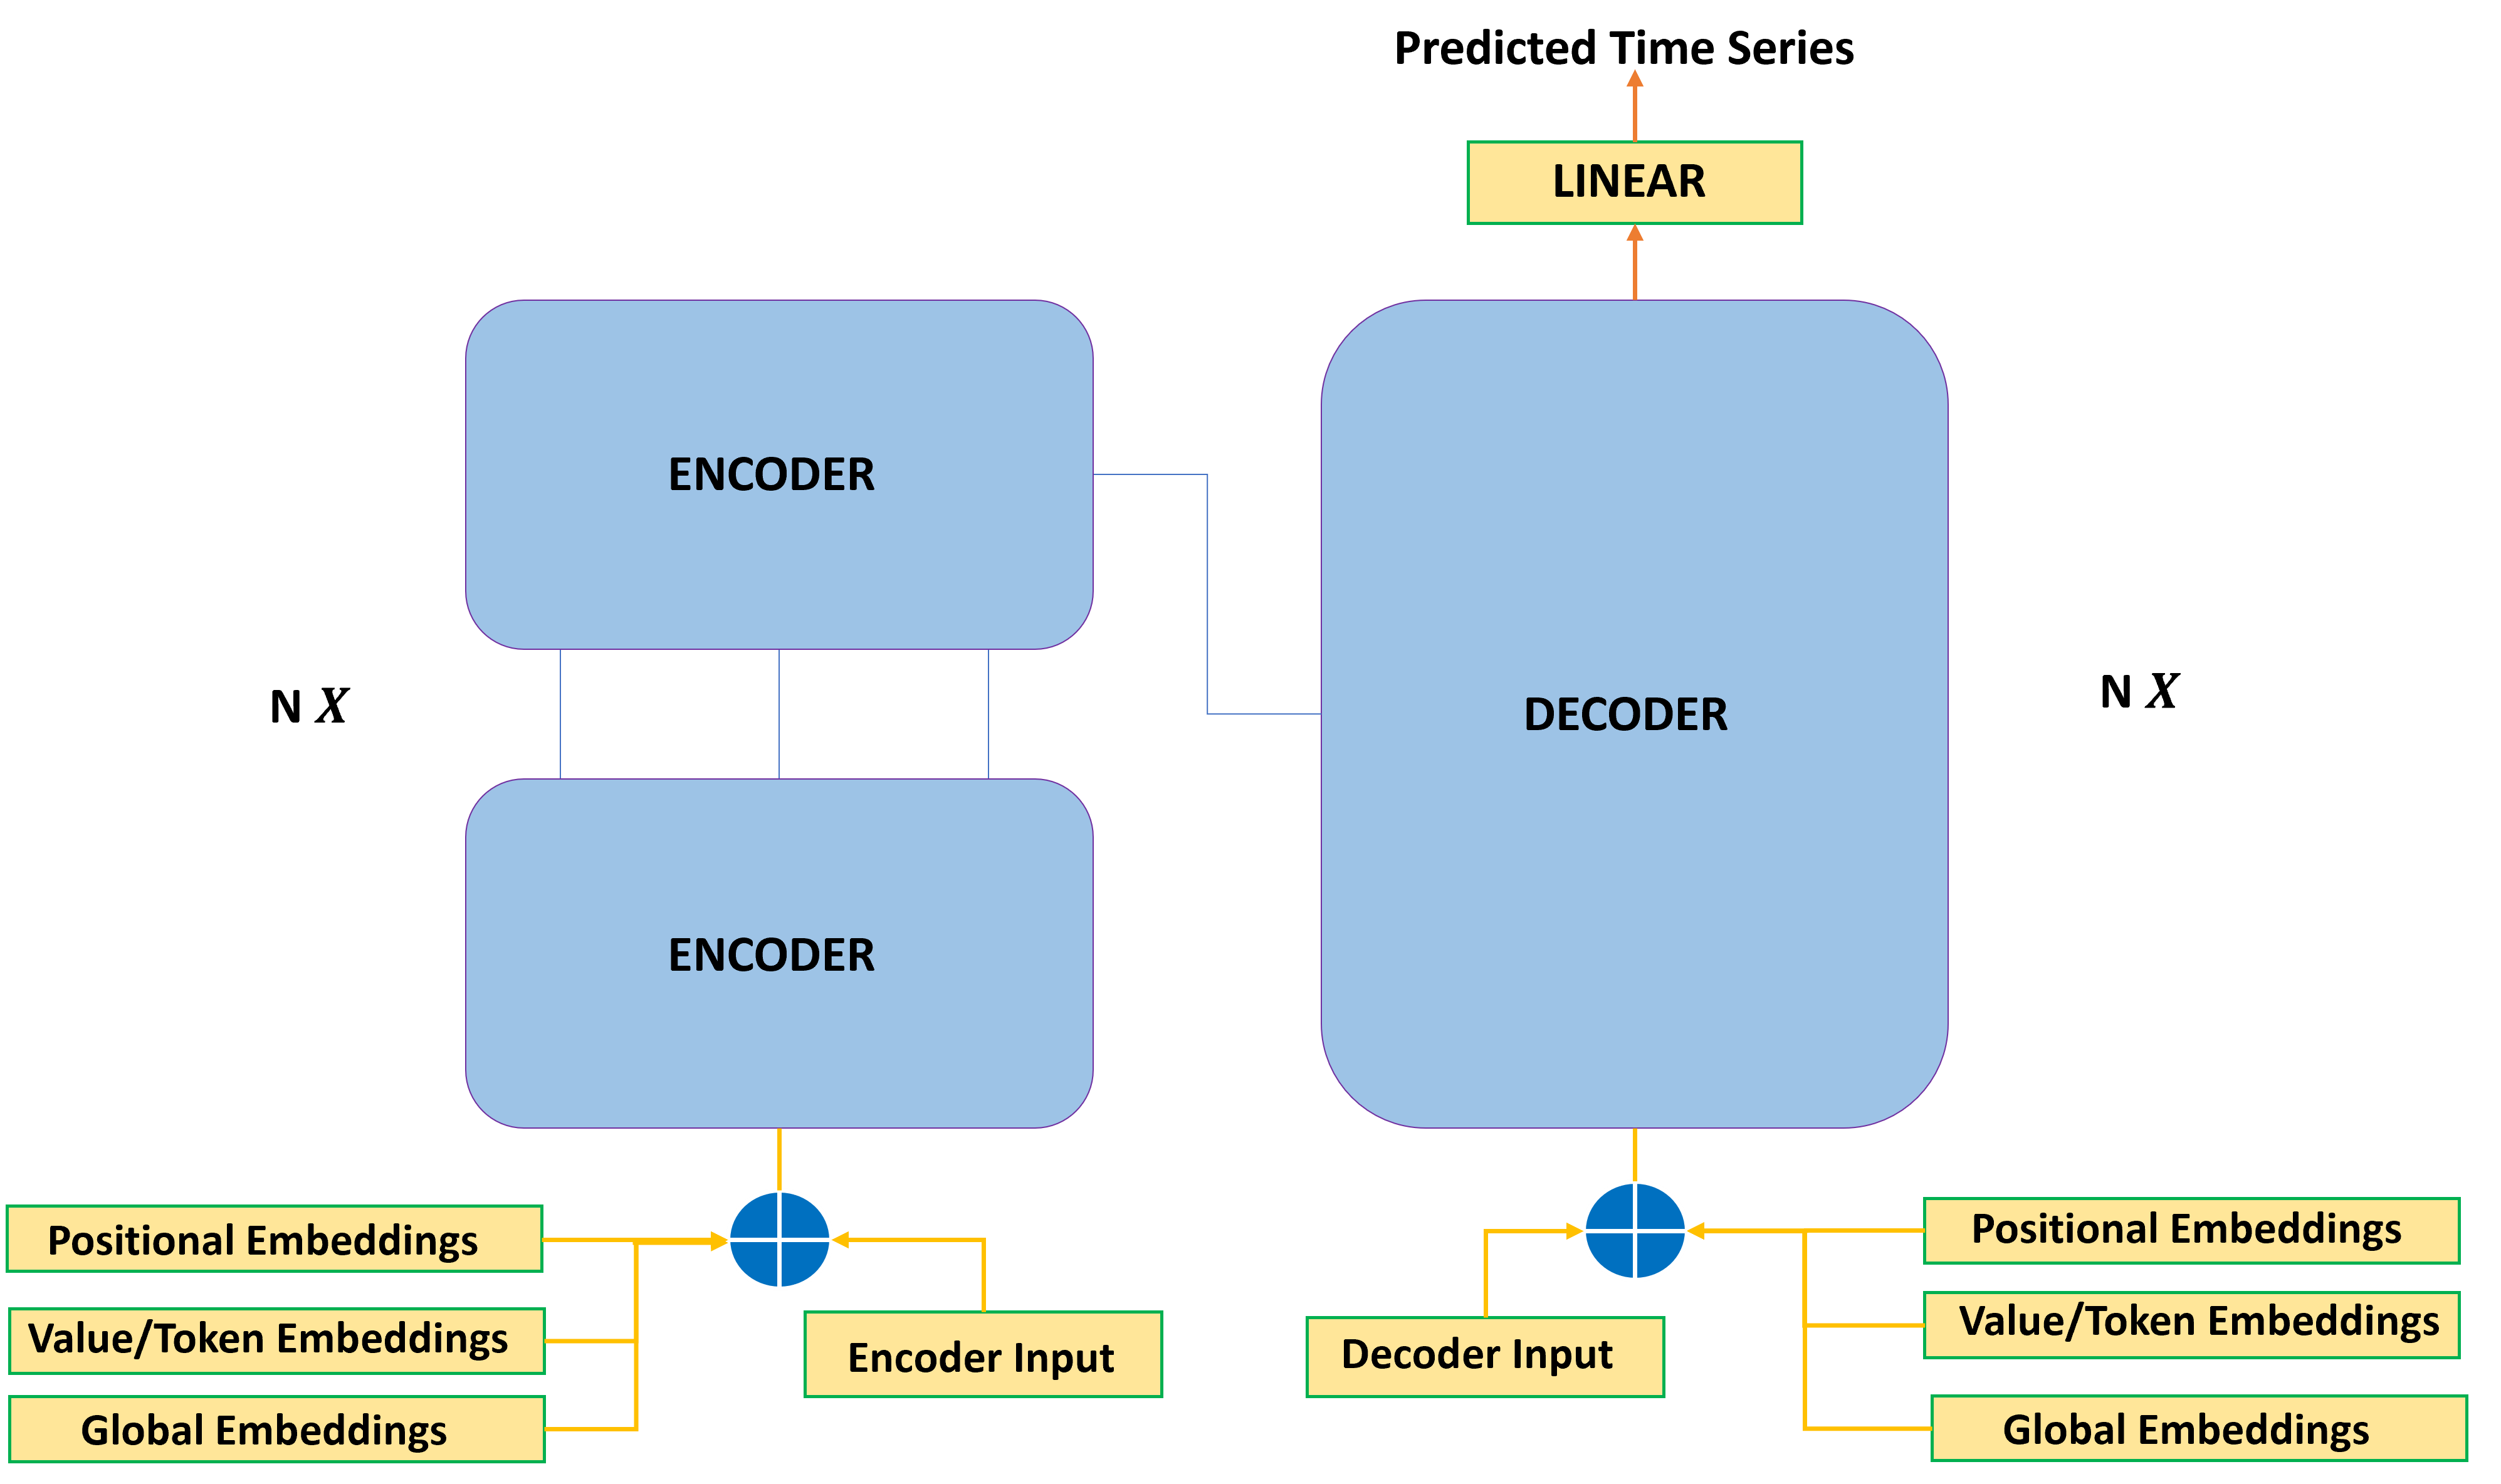 Predicted Time Series
LINEAR
ENCODER
N X
DECODER
N X
ENCODER
Positional Embeddings
Value/Token Embeddings
Global Embeddings
Encoder Input
Decoder Input
Positional Embeddings
Value/Token Embeddings
Global Embeddings